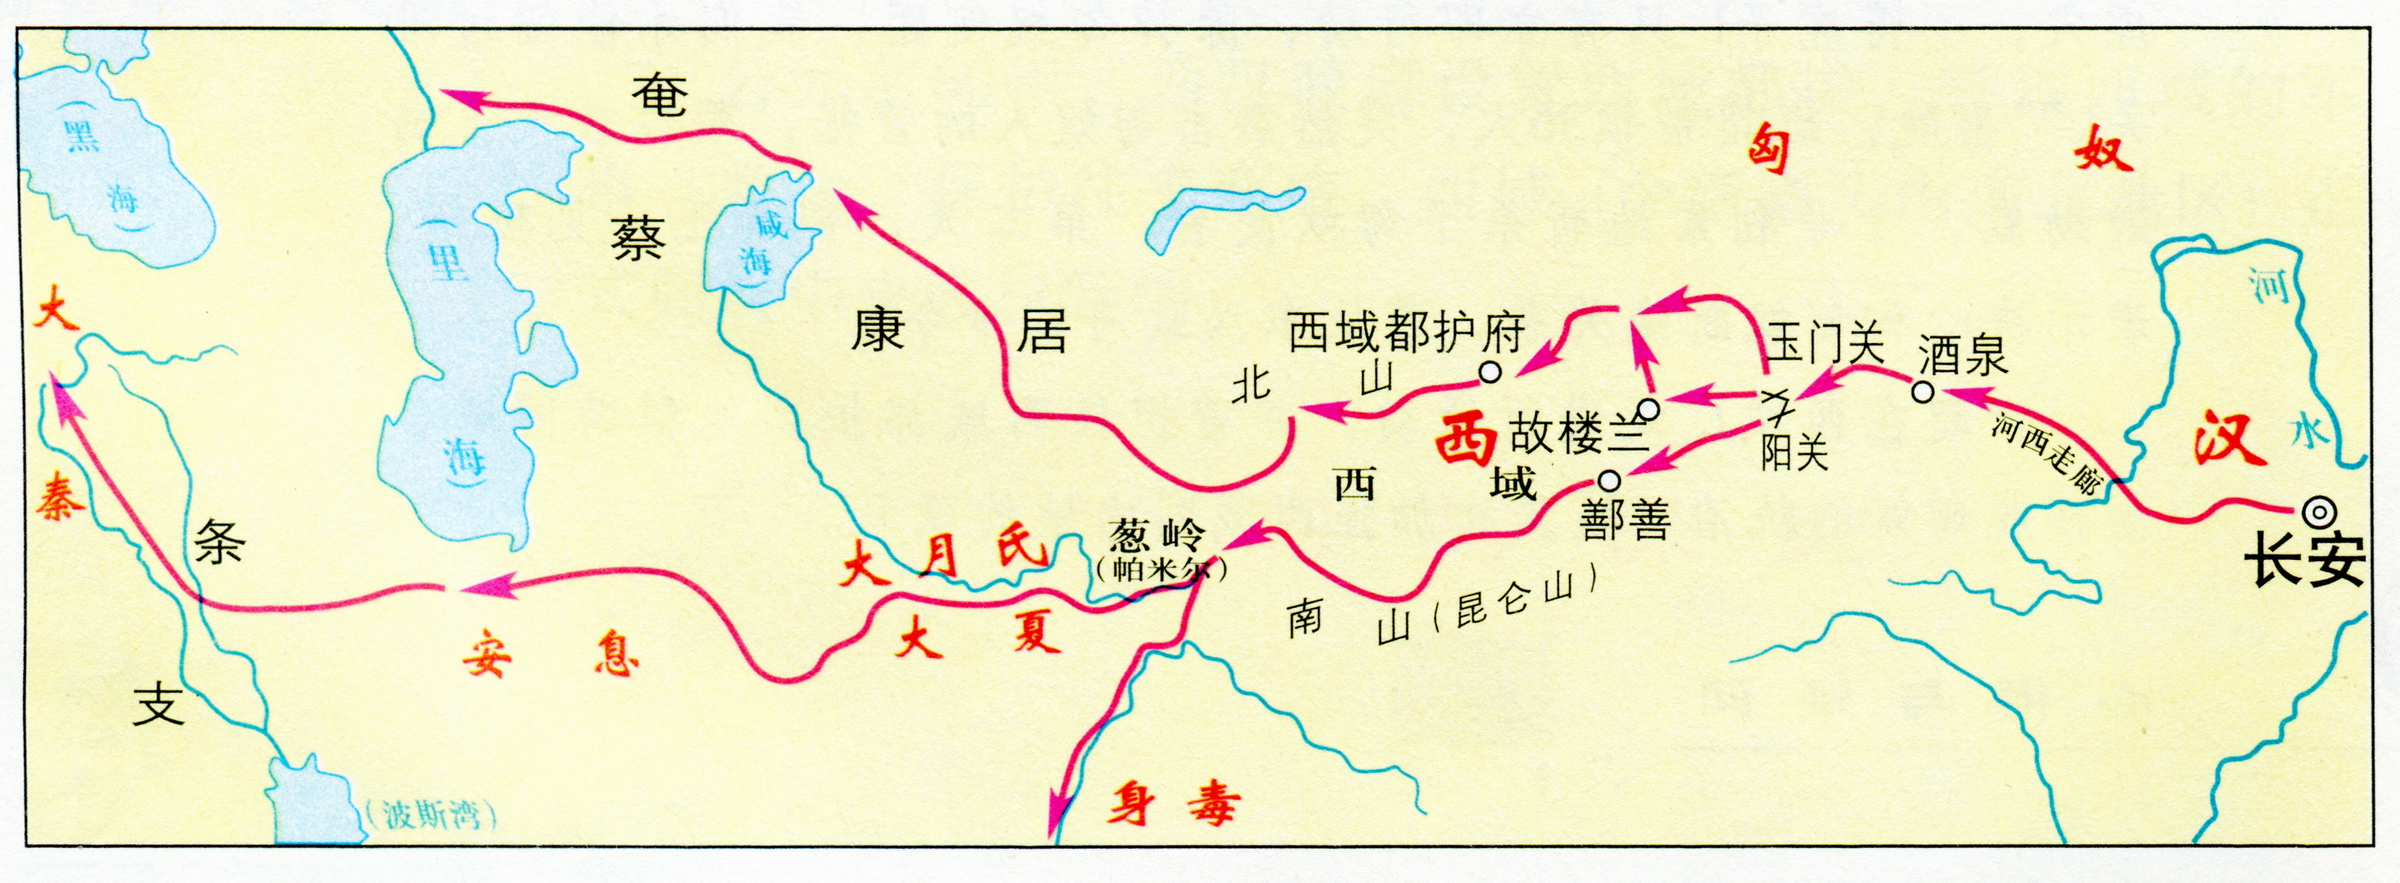 奄
蔡
（黑海）
（里海）
（咸海）
匈奴
大秦
康居
西域都护府
北山
玉门关
酒泉
河水
汉
西
故楼兰
阳关
河西走廊
西域
鄯善
长安
条支
大月氏
葱岭
（帕米尔）
大夏
南山（昆仑山）
安息
身毒
（波斯湾）